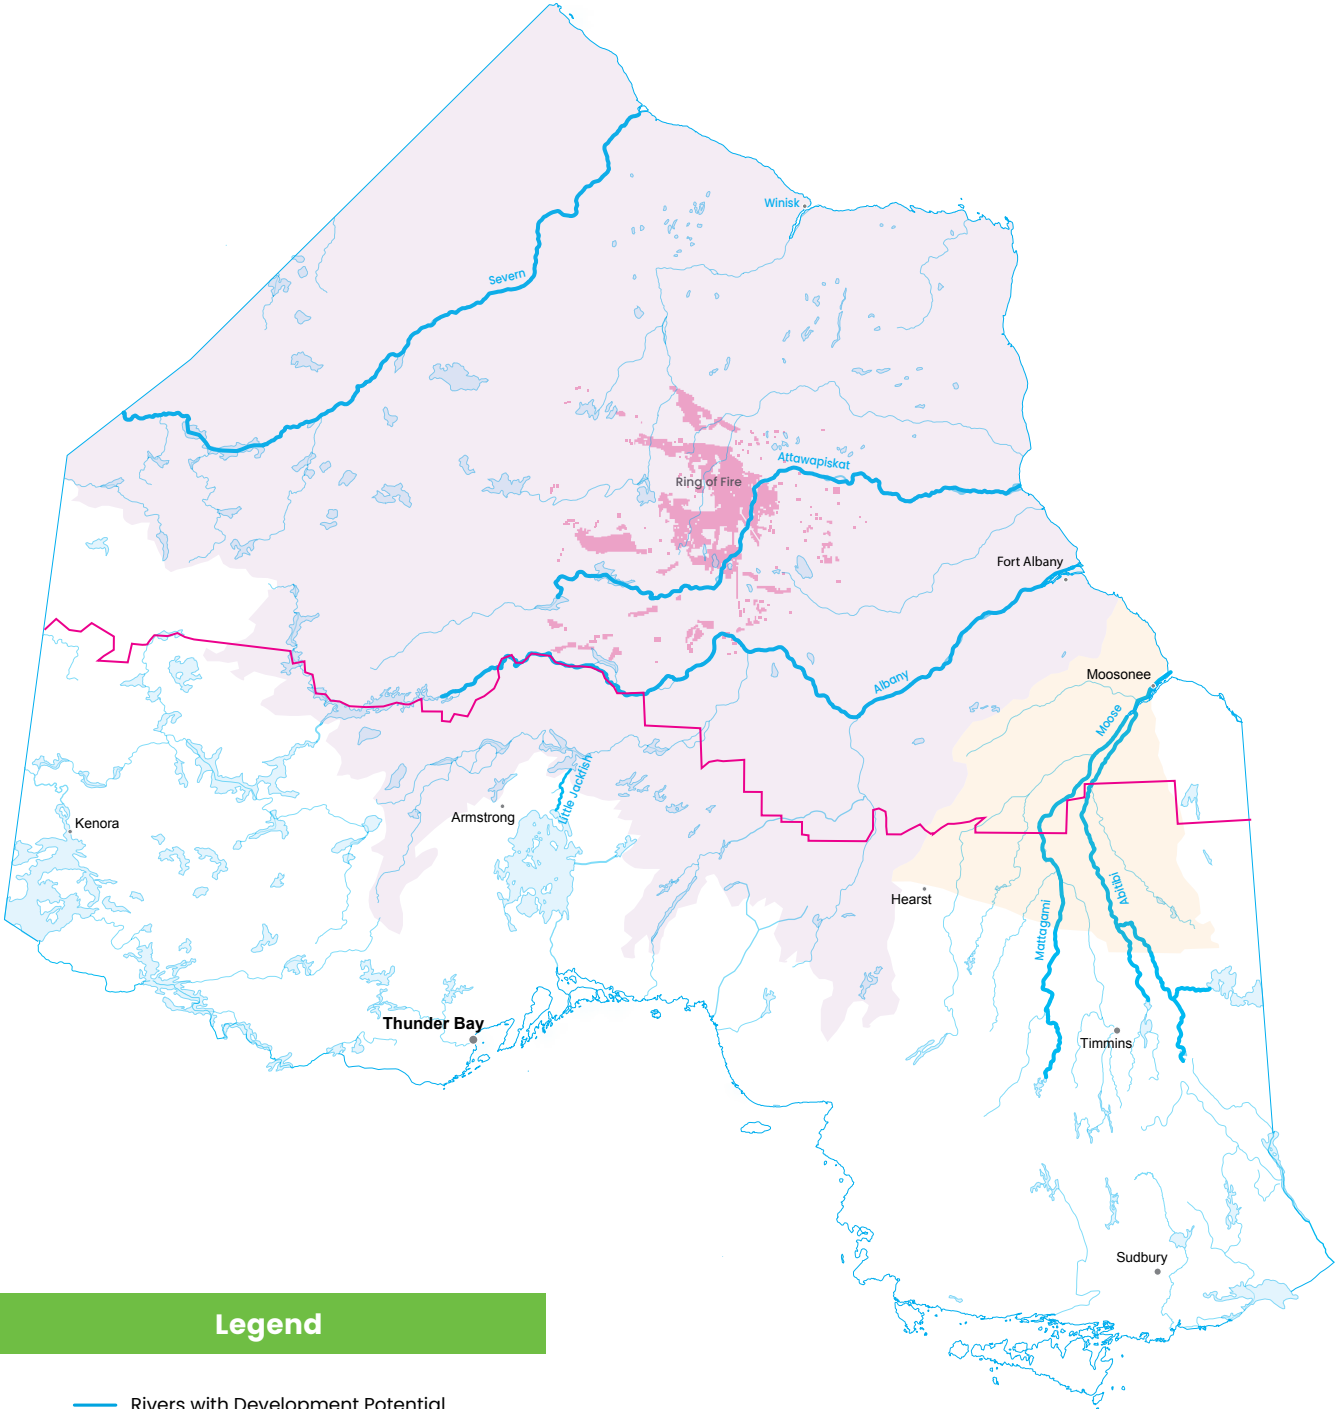 Winisk
Severn
Attawapiskat
Ring of Fire
Fort Albany
Moosonee
Albany
Moose
Little Jackfish
Armstrong
Kenora
Abitibi
Hearst
Mattagami
Thunder Bay
Timmins
Sudbury
Legend
Rivers with Development Potential